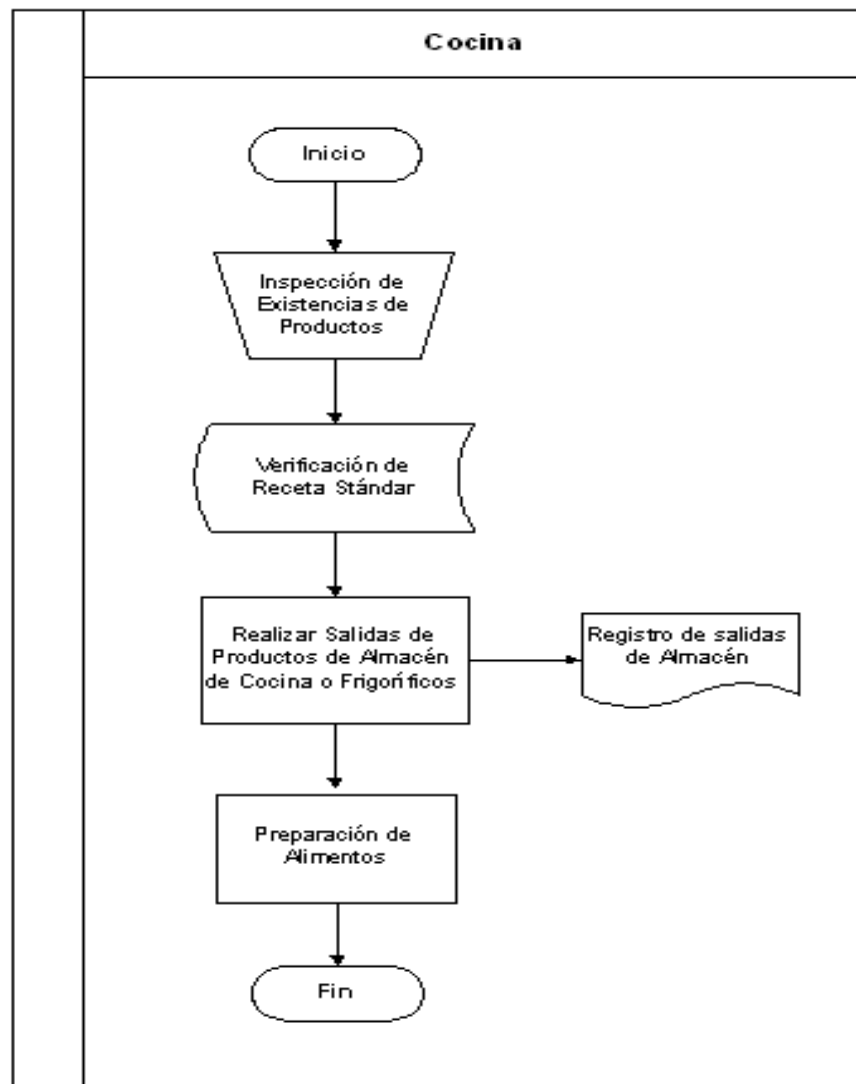 Cocina
Inicio
Inspección de
Existencias de
Productos
Verificación de
Receta Stándar
Realizar Salidas de
Productos de Almacén
de Cocina o Frigoríficos
Registro de salidas
de Almacén
Preparación de
Alimentos
Fin